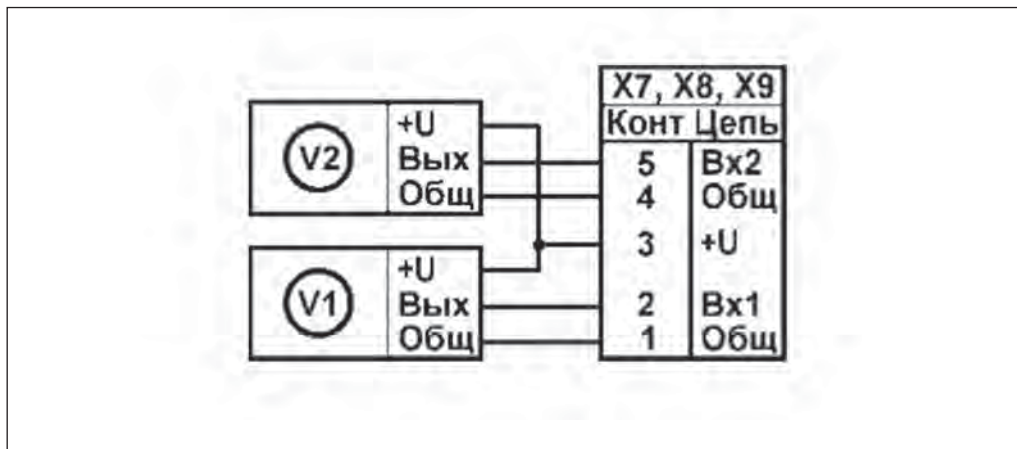 X7, X8, X9
Конт Цепь
V2
+U
Вых
Общ
5 Вх2
4 Общ
3 +U
V1
+U
Вых
Общ
2 Вх1
1 Общ